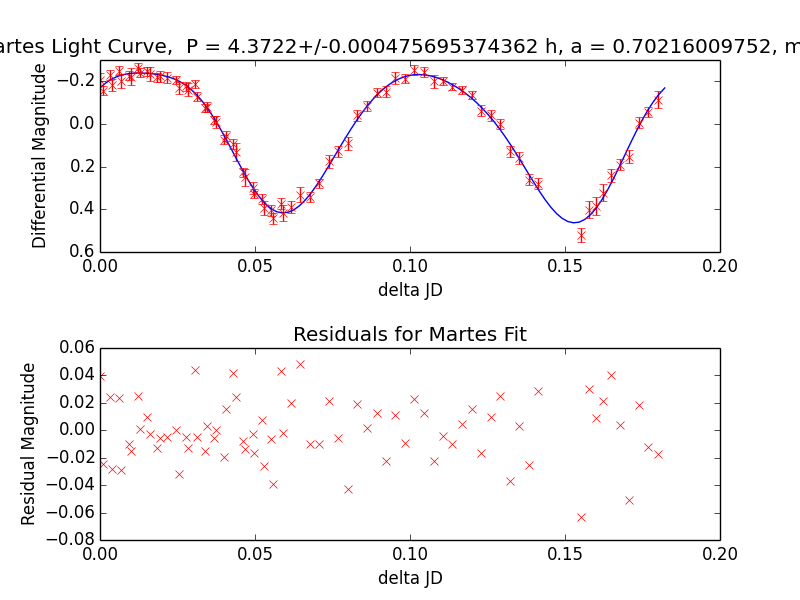 artes Light Curve,  P = 4.3722+/-0.000475695374362 h, a = 0.70216009752, m
−0.2
0.0
0.2
0.4
0.6
Differential Magnitude
0.00 0.05 0.10 0.15 0.20
delta JD
Residuals for Martes Fit
0.06
0.04
0.02
0.00
−0.02
−0.04
−0.06
−0.08
Residual Magnitude
0.00 0.05 0.10 0.15 0.20
delta JD